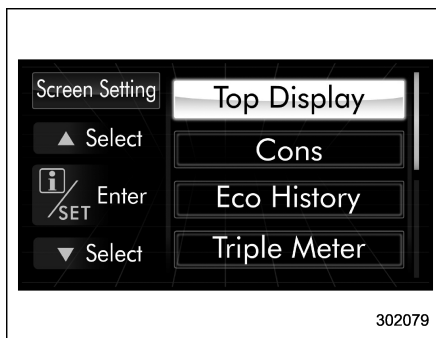 Screen Setting
Top Display
▲ Select
Cons
i/SET Enter
Eco History
▼ Select
Triple Meter
302079